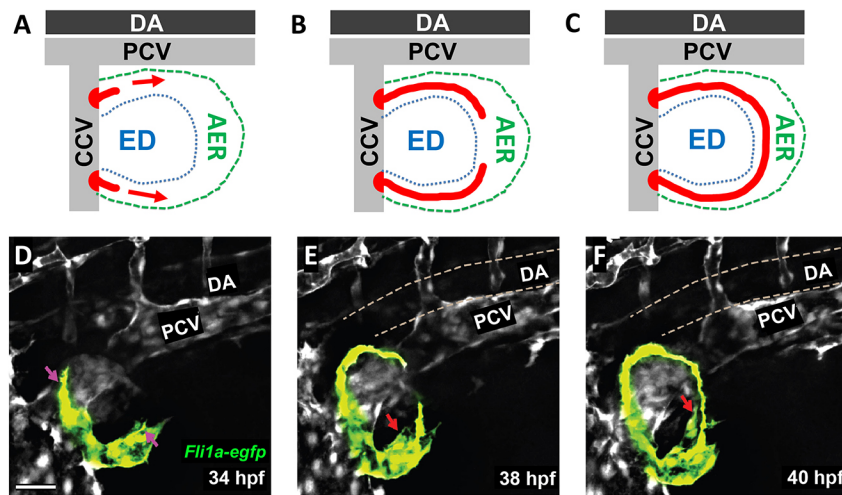 A
DA
PCV
CCV
ED
AER
B
DA
PCV
CCV
ED
AER
C
DA
PCV
CCV
ED
AER
D
DA
PCV
Fli1a-egfp
34 hpf
E
DA
PCV
38 hpf
F
DA
PCV
40 hpf